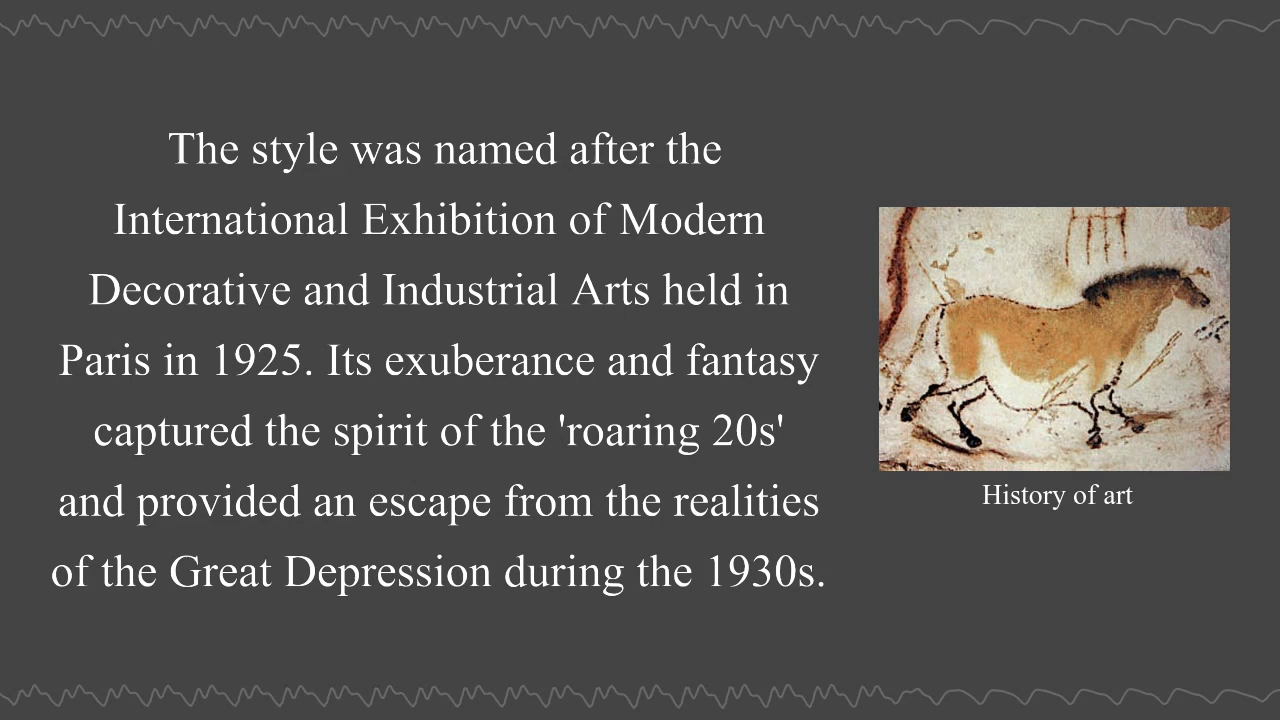 The style was named after the
International Exhibition of Modern
Decorative and Industrial Arts held in
Paris in 1925. Its exuberance and fantasy
captured the spirit of the 'roaring 20s'
and provided an escape from the realities
of the Great Depression during the 1930s.
History of art